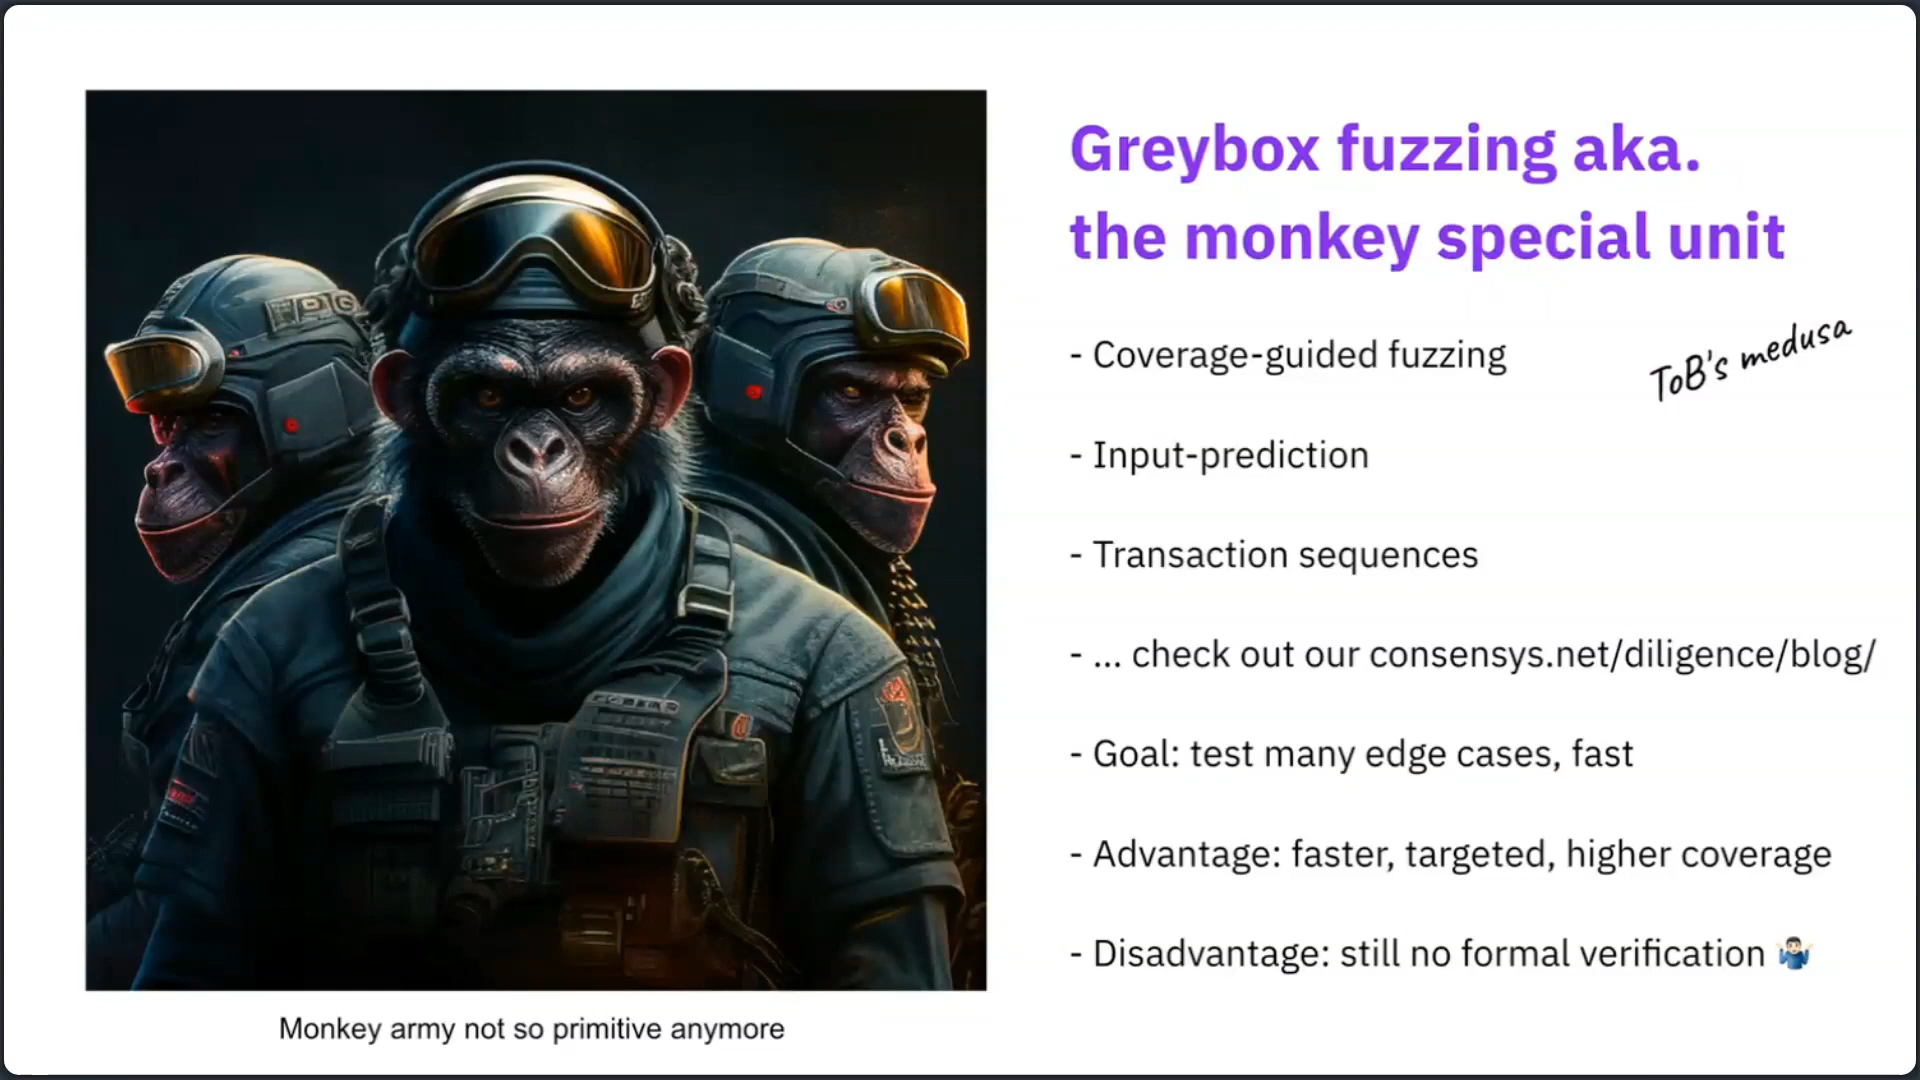 Greybox fuzzing aka.
the monkey special unit
- Coverage-guided fuzzing
ToB's medusa
- Input-prediction
- Transaction sequences
- ... check out our consensys.net/diligence/blog/
- Goal: test many edge cases, fast
- Advantage: faster, targeted, higher coverage
- Disadvantage: still no formal verification 🤷🏻‍♂️
Monkey army not so primitive anymore